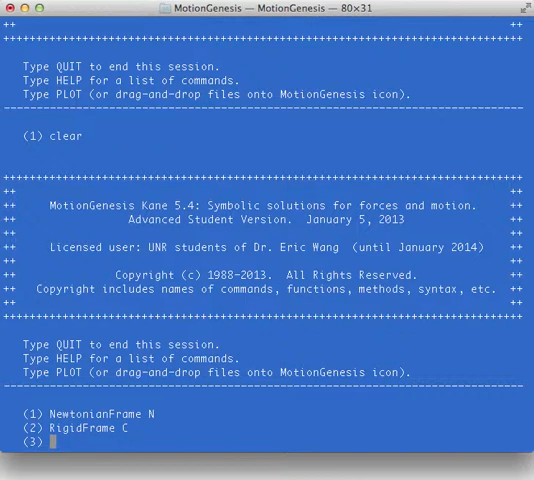 MotionGenesis — MotionGenesis — 80×31
++ ++
+++++++++++++++++++++++++++++++++++++++++++++++++++++++++++++++++++++++++++++++
Type QUIT to end this session.
Type HELP for a list of commands.
Type PLOT (or drag-and-drop files onto MotionGenesis icon).
-------------------------------------------------------------------------------
(1) clear
+++++++++++++++++++++++++++++++++++++++++++++++++++++++++++++++++++++++++++++++
++ ++
++ MotionGenesis Kane 5.4: Symbolic solutions for forces and motion. ++
++ Advanced Student Version. January 5, 2013 ++
++ ++
++ Licensed user: UNR students of Dr. Eric Wang (until January 2014) ++
++ ++
++ Copyright (c) 1988-2013. All Rights Reserved. ++
++ Copyright includes names of commands, functions, methods, syntax, etc. ++
++ ++
+++++++++++++++++++++++++++++++++++++++++++++++++++++++++++++++++++++++++++++++
Type QUIT to end this session.
Type HELP for a list of commands.
Type PLOT (or drag-and-drop files onto MotionGenesis icon).
-------------------------------------------------------------------------------
(1) NewtonianFrame N
(2) RigidFrame C
(3)